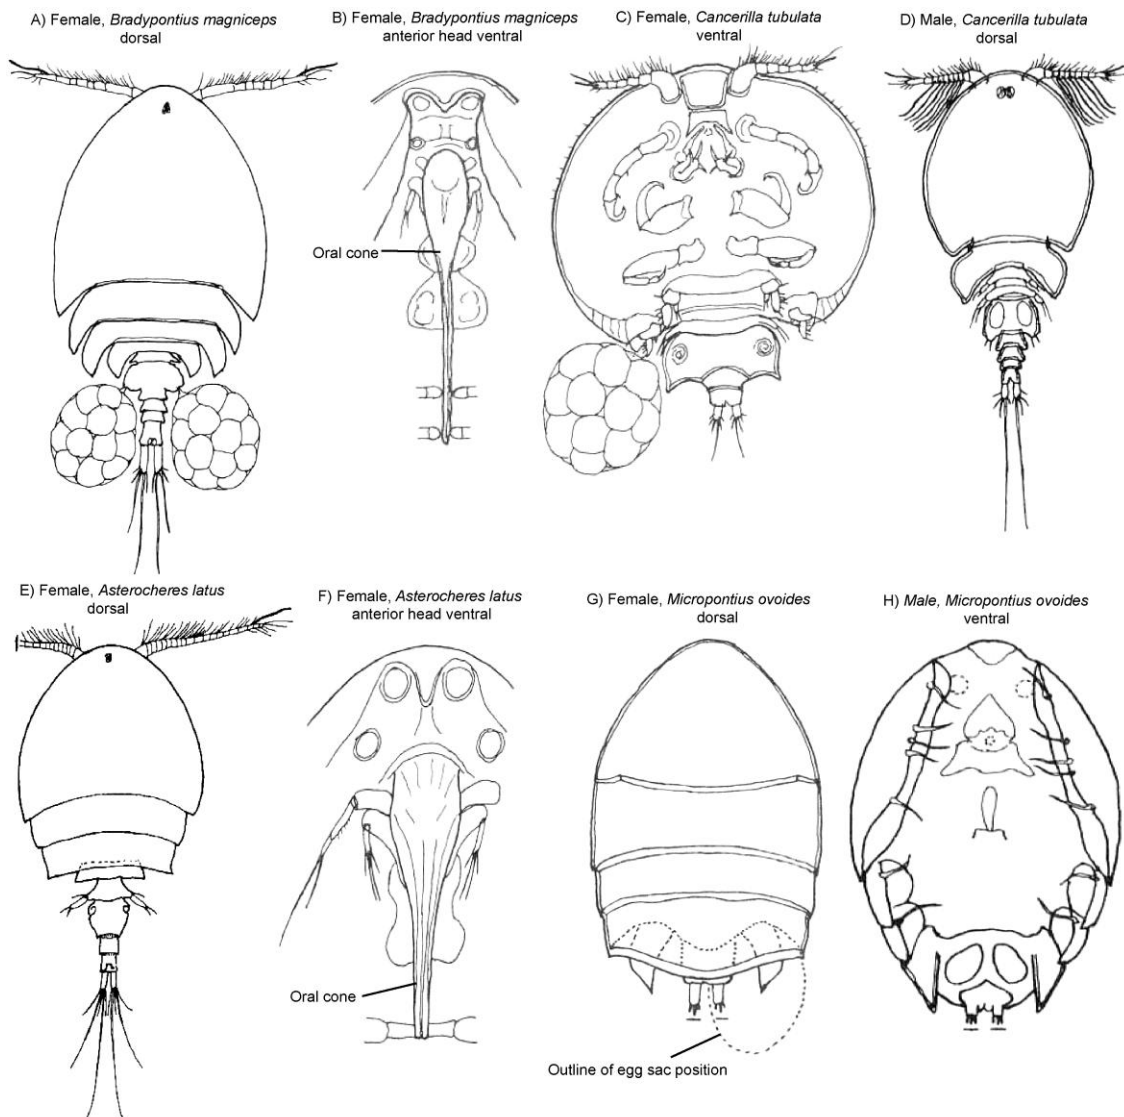 A) Female, Bradypontius magniceps
dorsal
B) Female, Bradypontius magniceps
anterior head ventral
C) Female, Cancerilla tubulata
ventral
D) Male, Cancerilla tubulata
dorsal
Oral cone
E) Female, Asterocheres latus
dorsal
F) Female, Asterocheres latus
anterior head ventral
G) Female, Micropontius ovoides
dorsal
H) Male, Micropontius ovoides
ventral
Oral cone
Outline of egg sac position